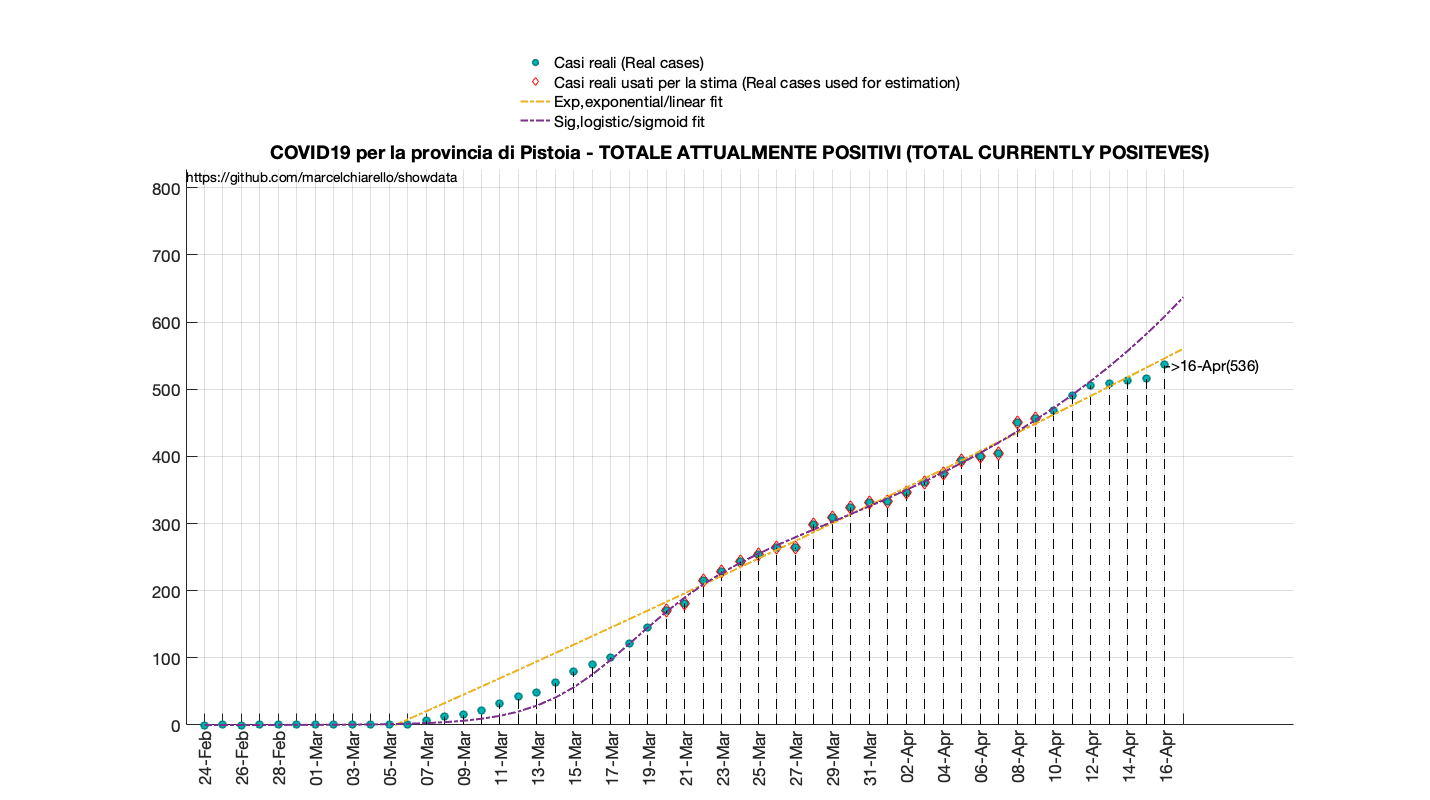 Casi reali (Real cases)
Casi reali usati per la stima (Real cases used for estimation)
Exp,exponential/linear fit
Sig,logistic/sigmoid fit
COVID19 per la provincia di Pistoia - TOTALE ATTUALMENTE POSITIVI (TOTAL CURRENTLY POSITEVES)
https://github.com/marcelchiarello/showdata
800
700
600
500
400
300
200
100
0
->16-Apr(536)
24-Feb
26-Feb
28-Feb
01-Mar
03-Mar
05-Mar
07-Mar
09-Mar
11-Mar
13-Mar
15-Mar
17-Mar
19-Mar
21-Mar
23-Mar
25-Mar
27-Mar
29-Mar
31-Mar
02-Apr
04-Apr
06-Apr
08-Apr
10-Apr
12-Apr
14-Apr
16-Apr